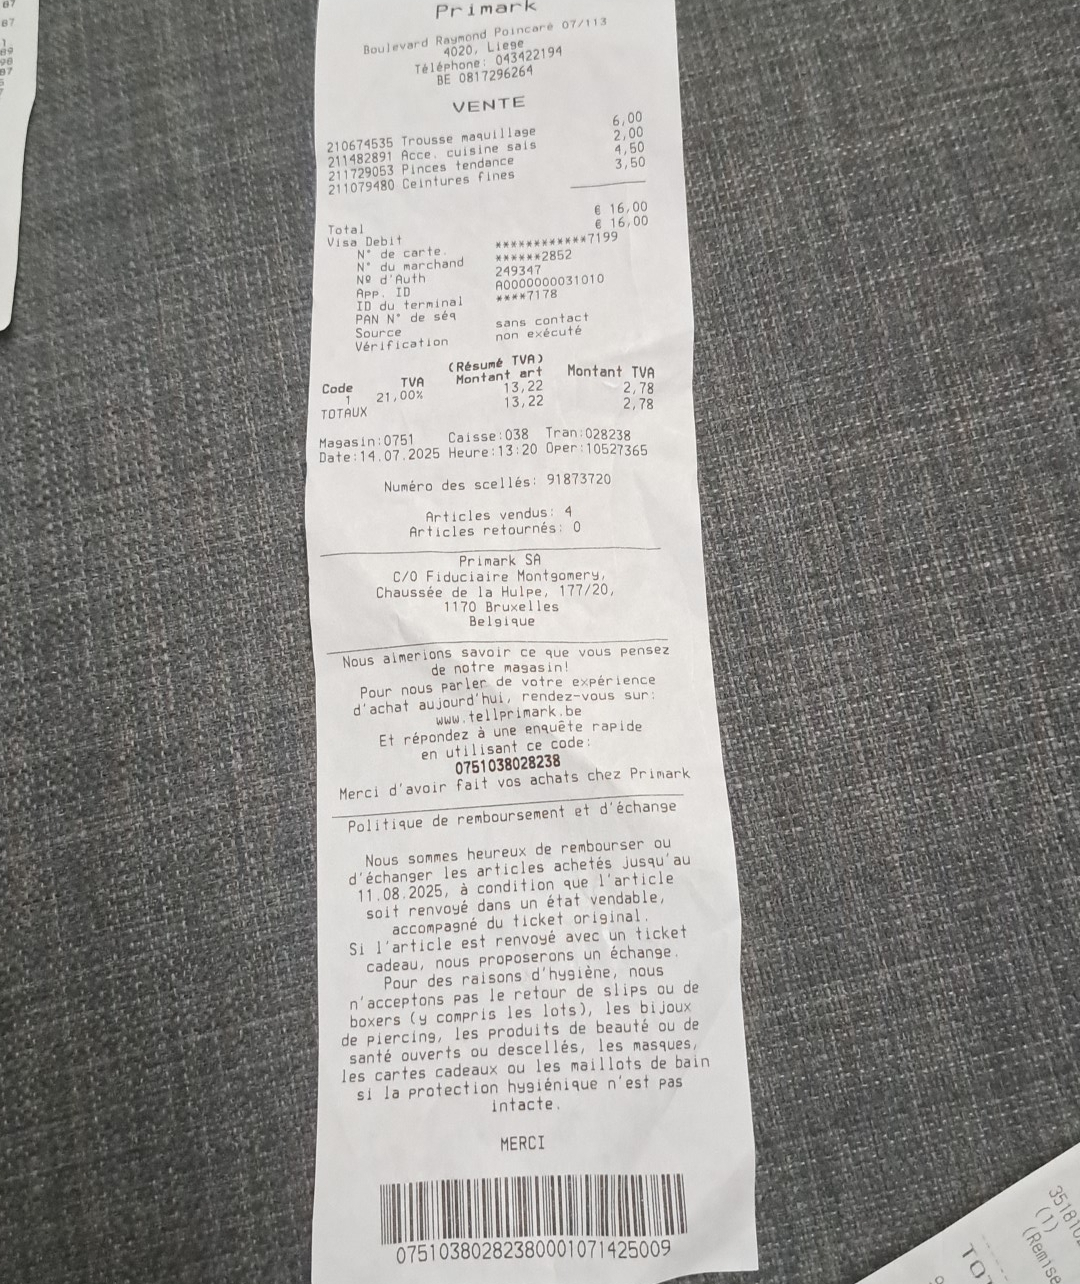 Primark
Boulevard Raymond Poincaré 07/113
4020, Liege
Téléphone: 043422194
BE 0817296264
VENTE
210674535 Trousse maquillage 6,00
211482891 Acce. cuisine sais 2,00
211729053 Pinces tendance 4,50
211079480 Ceintures fines 3,50
Total € 16,00
Visa Debit € 16,00
N° de carte. ************7199
N° du marchand ******2852
Nº d'Auth 249347
App. ID A0000000031010
ID du terminal ****7178
PAN N° de séq
Source sans contact
Vérification non exécuté
(Résumé TVA)
Code TVA Montant art Montant TVA
1 21,00% 13,22 2,78
TOTAUX 13,22 2,78
Magasin:0751 Caisse:038 Tran:028238
Date:14.07.2025 Heure:13:20 Oper:10527365
Numéro des scellés: 91873720
Articles vendus: 4
Articles retournés: 0
Primark SA
C/O Fiduciaire Montgomery,
Chaussée de la Hulpe, 177/20,
1170 Bruxelles
Belgique
Nous aimerions savoir ce que vous pensez
de notre magasin!
Pour nous parler de votre expérience
d'achat aujourd'hui, rendez-vous sur:
www.tellprimark.be
Et répondez à une enquête rapide
en utilisant ce code:
0751038028238
Merci d'avoir fait vos achats chez Primark
Politique de remboursement et d'échange
Nous sommes heureux de rembourser ou
d'échanger les articles achetés jusqu'au
11.08.2025, à condition que l'article
soit renvoyé dans un état vendable,
accompagné du ticket original.
Si l'article est renvoyé avec un ticket
cadeau, nous proposerons un échange.
Pour des raisons d'hygiène, nous
n'acceptons pas le retour de slips ou de
boxers (y compris les lots), les bijoux
de piercing, les produits de beauté ou de
santé ouverts ou descellés, les masques,
les cartes cadeaux ou les maillots de bain
si la protection hygiénique n'est pas
intacte.
MERCI
07510380282380001071425009
(1)
(Remise